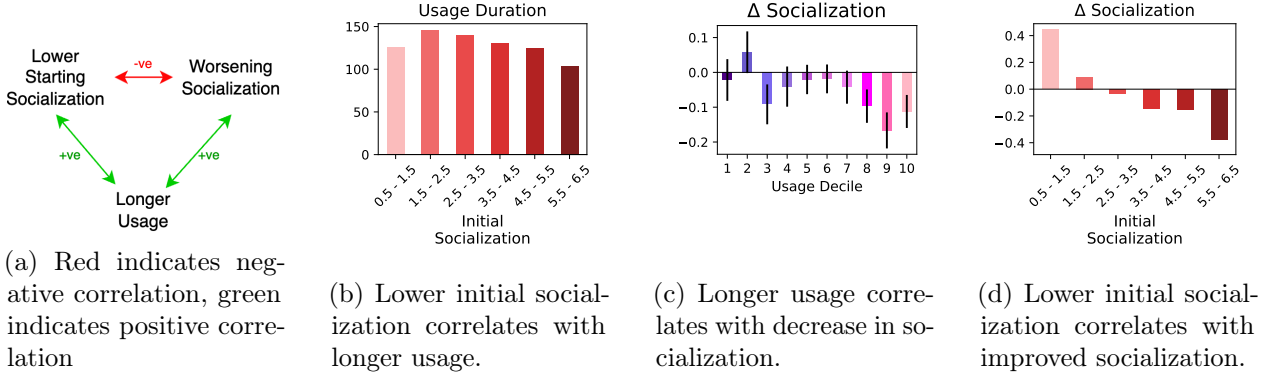 Lower
Starting
Socialization
-ve
Worsening
Socialization
+ve
+ve
Longer
Usage
(a) Red indicates neg-
ative correlation, green
indicates positive corre-
lation
Usage Duration
150
100
50
0
0.5 - 1.5
1.5 - 2.5
2.5 - 3.5
3.5 - 4.5
4.5 - 5.5
5.5 - 6.5
Initial
Socialization
(b) Lower initial social-
ization correlates with
longer usage.
Δ Socialization
0.1
0.0
−0.1
−0.2
1 2 3 4 5 6 7 8 9 10
Usage Decile
(c) Longer usage corre-
lates with decrease in so-
cialization.
Δ Socialization
0.4
0.2
0.0
−0.2
−0.4
0.5 - 1.5
1.5 - 2.5
2.5 - 3.5
3.5 - 4.5
4.5 - 5.5
5.5 - 6.5
Initial
Socialization
(d) Lower initial social-
ization correlates with
improved socialization.